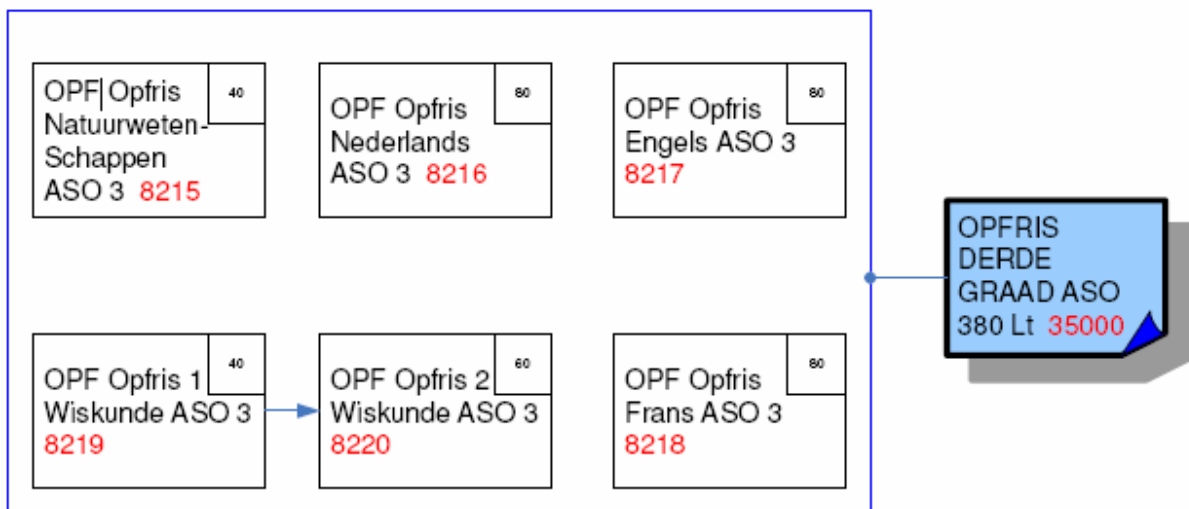 OPF Opfris
Natuurweten-
Schappen
ASO 3 8215
40
OPF Opfris
Nederlands
ASO 3 8216
80
OPF Opfris
Engels ASO 3
8217
80
OPFRIS
DERDE
GRAAD ASO
380 Lt 35000
OPF Opfris 1
Wiskunde ASO 3
8219
40
OPF Opfris 2
Wiskunde ASO 3
8220
60
OPF Opfris
Frans ASO 3
8218
80